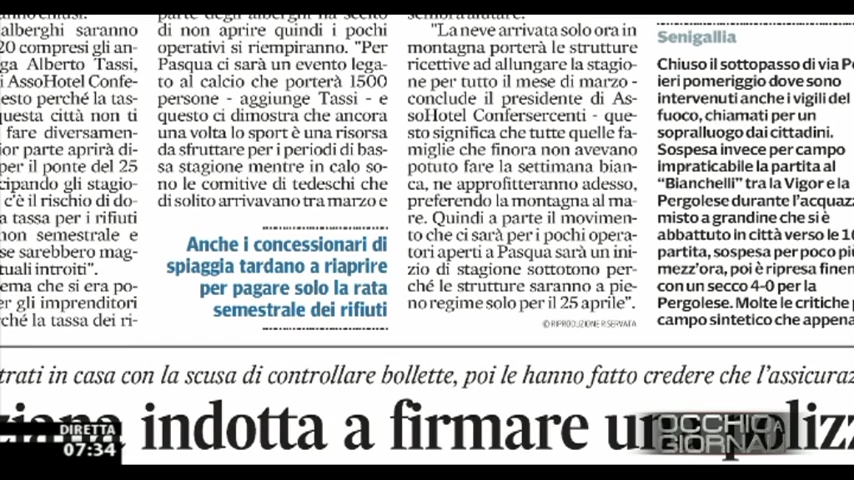 alberghi saranno
20 compresi gli an-
ga Alberto Tassi,
i AssoHotel Confe-
esto perché la tas-
questa città non ti
fare diversamen-
ior parte aprirà di-
per il ponte del 25
cipando gli stagio-
c'è il rischio di do-
a tassa per i rifiuti
non semestrale e
se sarebbero mag-
tuali introiti".
ema che si era po-
er gli imprenditori
rché la tassa dei ri-
parte degli alberghi ha scelto
di non aprire quindi i pochi
operativi si riempiranno. "Per
Pasqua ci sarà un evento lega-
to al calcio che porterà 1500
persone - aggiunge Tassi - e
questo ci dimostra che ancora
una volta lo sport è una risorsa
da sfruttare per i periodi di bas-
sa stagione mentre in calo so-
no le comitive di tedeschi che
di solito arrivavano tra marzo e
Anche i concessionari di
spiaggia tardano a riaprire
per pagare solo la rata
semestrale dei rifiuti
"La neve arrivata solo ora in
montagna porterà le strutture
ricettive ad allungare la stagio-
ne per tutto il mese di marzo -
conclude il presidente di As-
soHotel Confersercenti - que-
sto significa che tutte quelle fa-
miglie che finora non avevano
potuto fare la settimana bian-
ca, ne approfitteranno adesso,
preferendo la montagna al ma-
re. Quindi a parte il movimen-
to che ci sarà per i pochi opera-
tori aperti a Pasqua sarà un i-
nizio di stagione sottotono per-
ché le strutture saranno a pie-
no regime solo per il 25 aprile".
© RIPRODUZIONE RISERVATA
Senigallia
Chiuso il sottopasso di via Po
ieri pomeriggio dove sono
intervenuti anche i vigili del
fuoco, chiamati per un
sopralluogo dai cittadini.
Sospesa invece per campo
impraticabile la partita al
"Bianchelli" tra la Vigor e la
Pergolese durante l'acquazz
misto a grandine che si è
abbattuto in città verso le 16
partita, sospesa per poco più
mezz'ora, poi è ripresa finen
con un secco 4-0 per la
Pergolese. Molte le critiche p
campo sintetico che appena
trati in casa con la scusa di controllare bollette, poi le hanno fatto credere che l'assicuraz
ziana indotta a firmare una polizz
DIRETTA
07:34
OCCHIO AL
GIORNALE